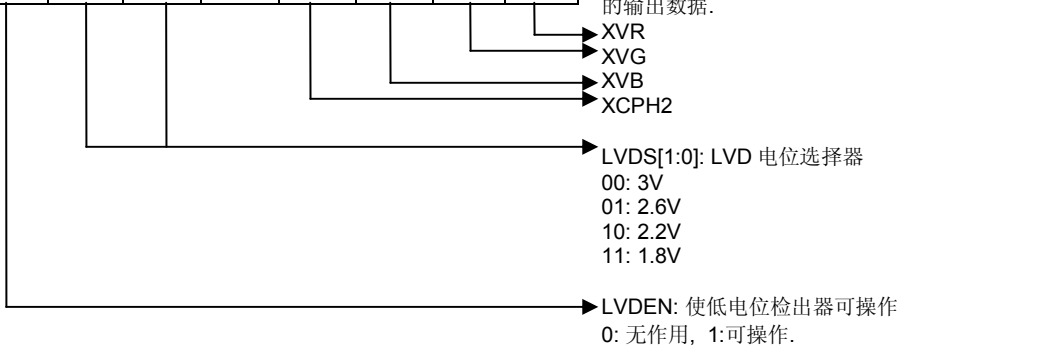 的输出数据.
XVR
XVG
XVB
XCPH2
LVDS[1:0]: LVD 电位选择器
00: 3V
01: 2.6V
10: 2.2V
11: 1.8V
LVDEN: 使低电位检出器可操作
0: 无作用, 1:可操作.